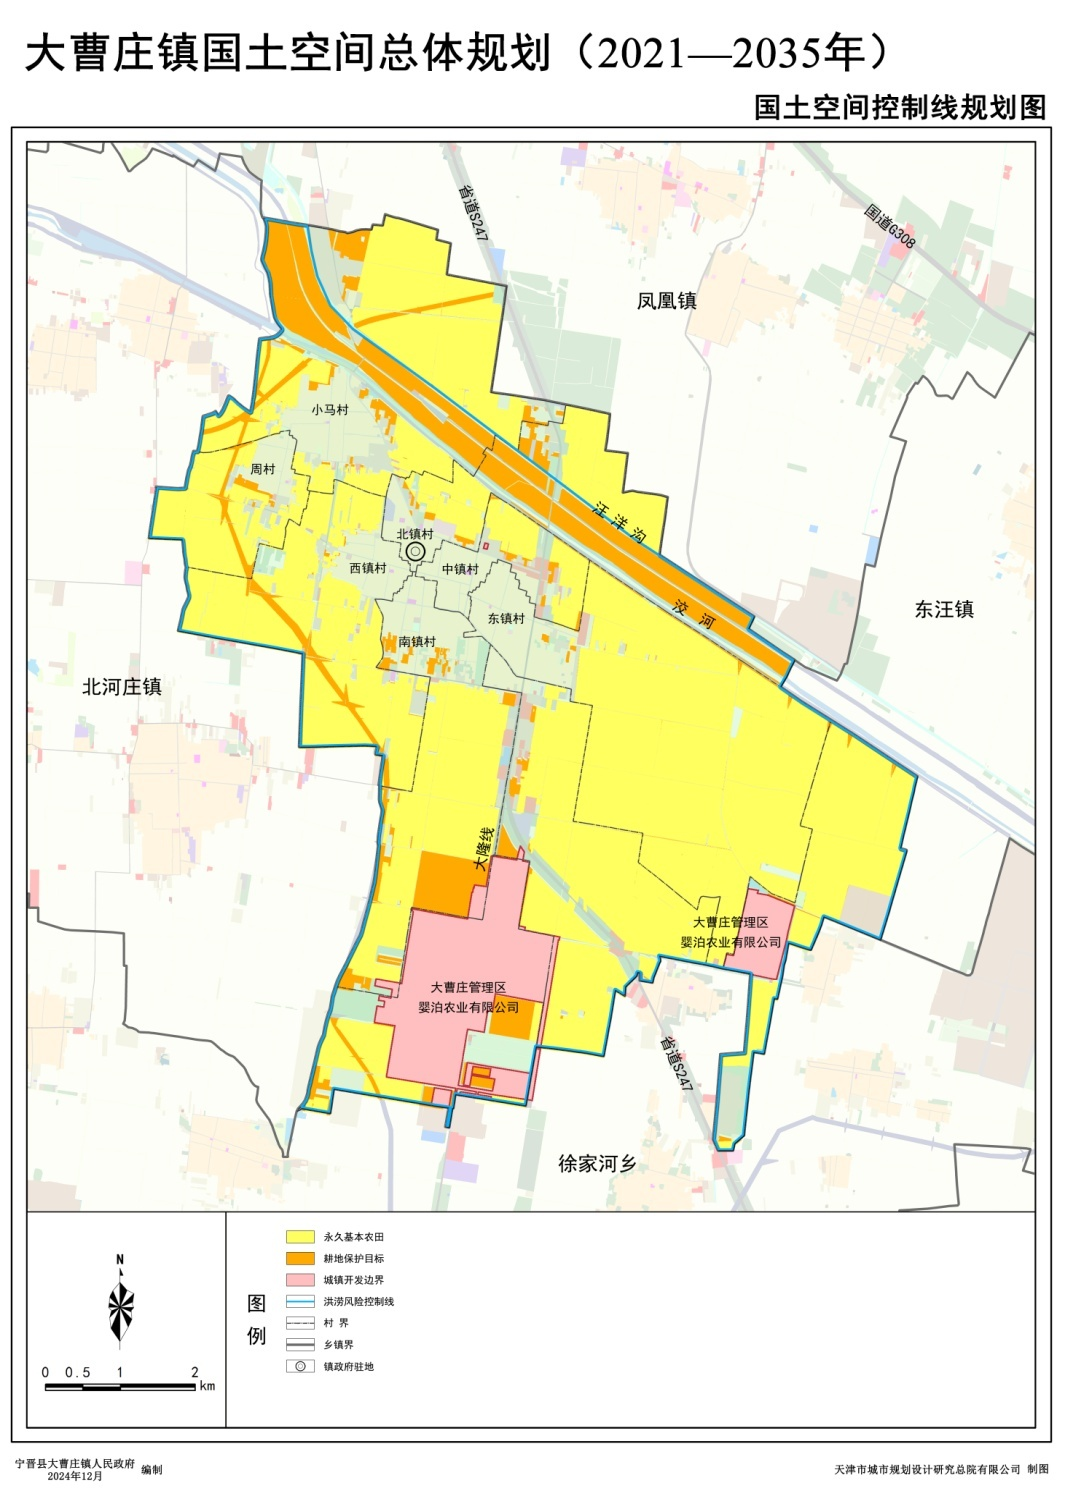 大曹庄镇国土空间总体规划（2021—2035年）
国土空间控制线规划图
省道S247
国道G308
凤凰镇
小马村
周村
汪洋沟
北镇村
西镇村
中镇村
洨河
东汪镇
东镇村
南镇村
北河庄镇
大隆线
大曹庄管理区
婴泊农业有限公司
大曹庄管理区
婴泊农业有限公司
省道S247
徐家河乡
N
0 0.5 1 2
km
图例
永久基本农田
耕地保护目标
城镇开发边界
洪涝风险控制线
村 界
乡镇界
镇政府驻地
宁晋县大曹庄镇人民政府
2024年12月
编制
天津市城市规划设计研究总院有限公司 制图